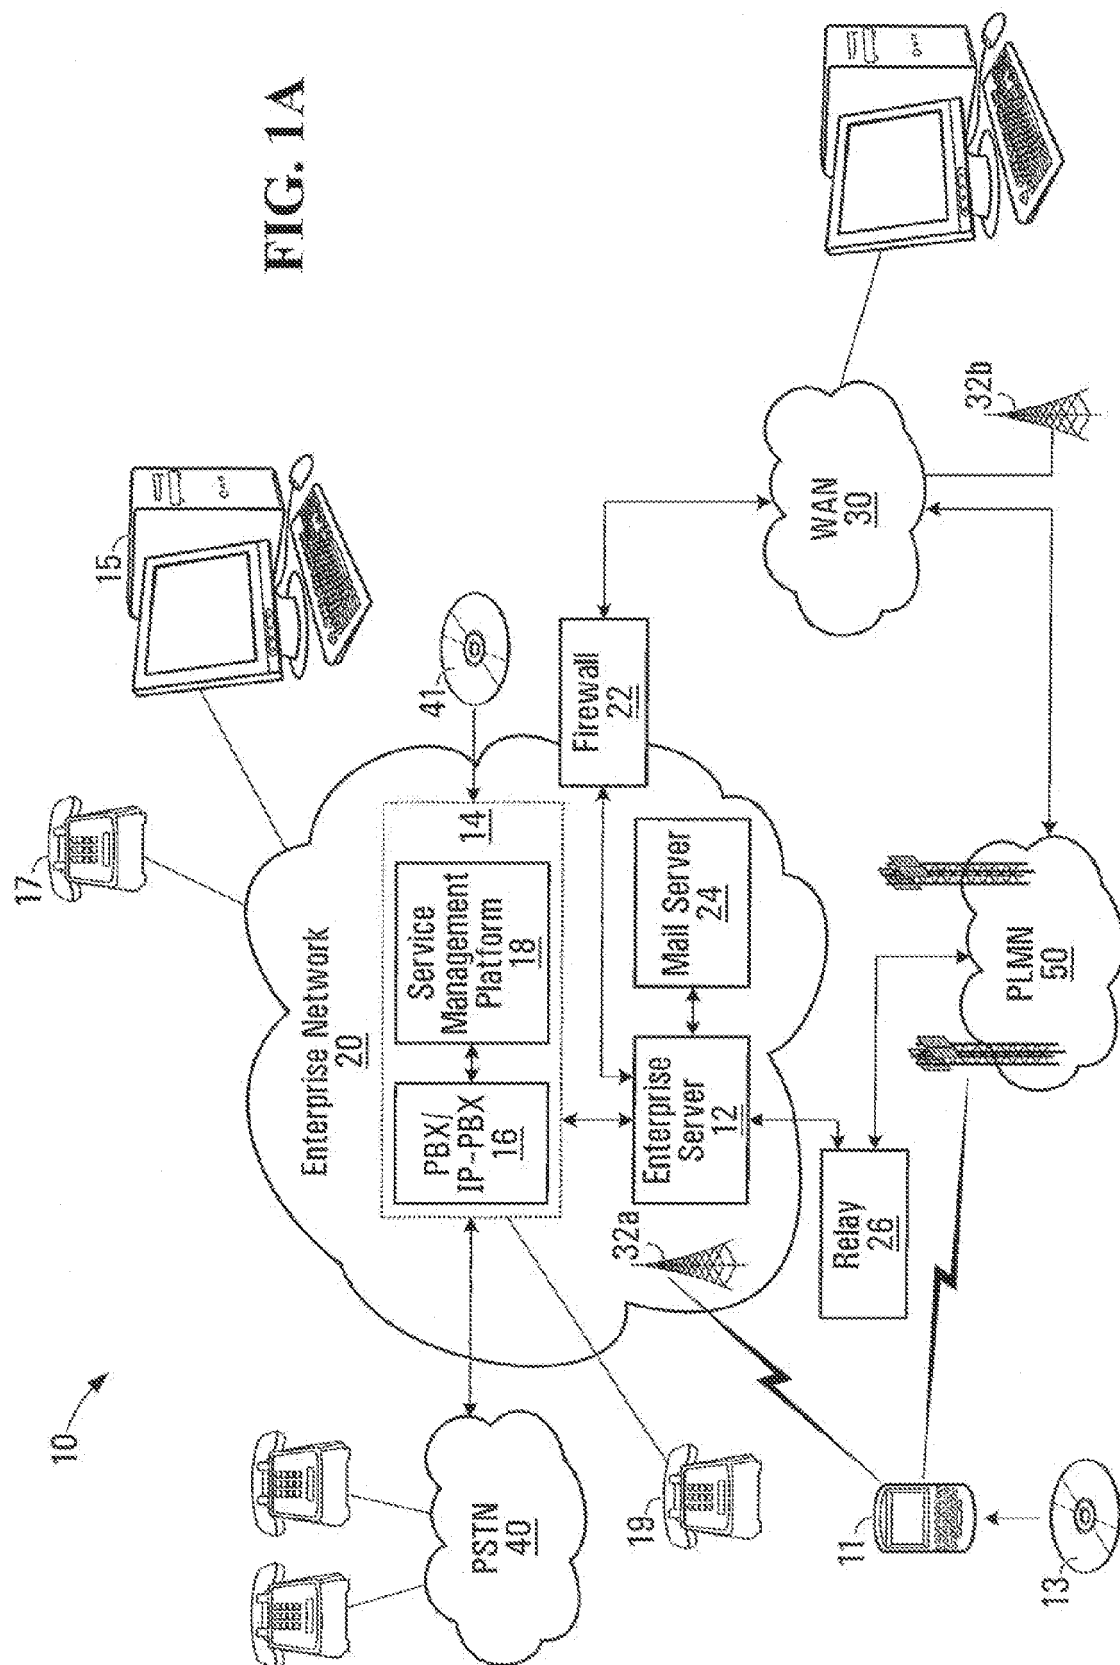 10
17
15
Enterprise Network
20
PSTN
40
PBX/
IP-PBX
16
Service
Management
Platform
18
14
41
19
32a
Enterprise
Server
12
Mail Server
24
Firewall
22
11
13
Relay
26
PLMN
50
WAN
30
32b
FIG. 1A